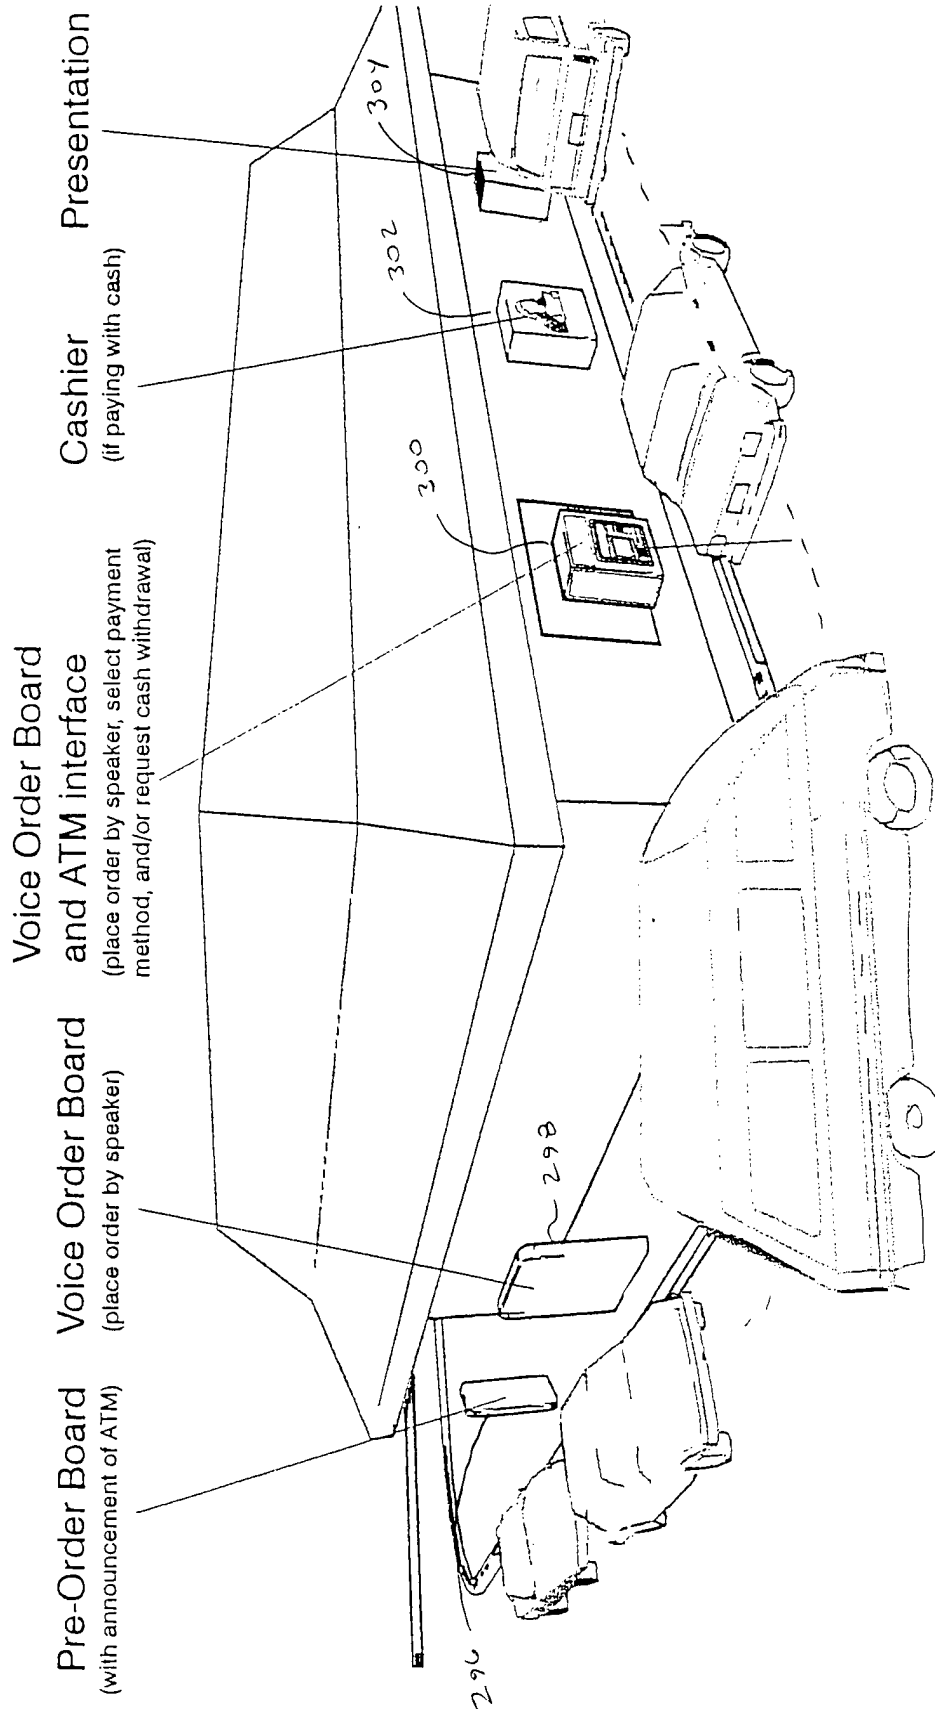 Pre-Order Board
(with announcement of ATM)
Voice Order Board
(place order by speaker)
Voice Order Board
and ATM interface
(place order by speaker, select payment
method, and/or request cash withdrawal)
Cashier
(if paying with cash)
Presentation
296
298
300
302
304